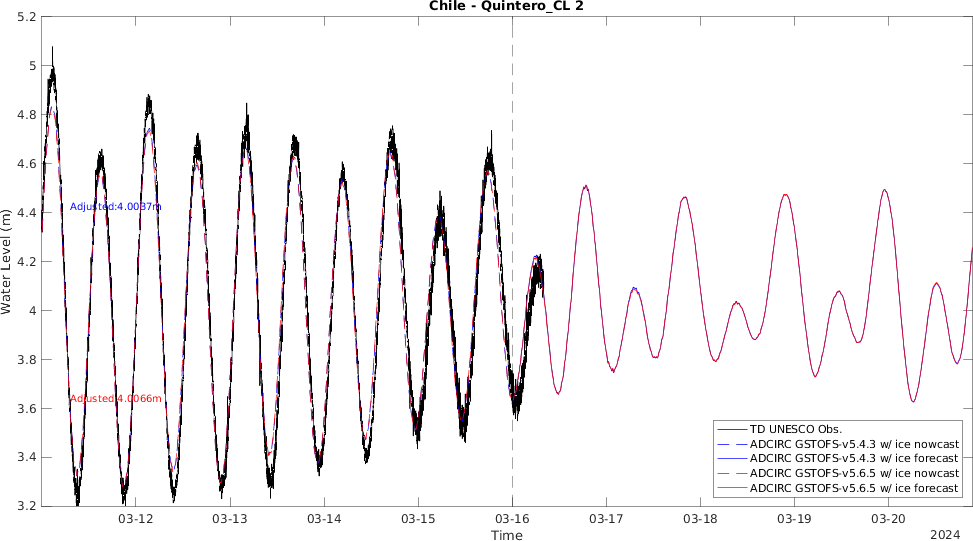 Chile - Quintero_CL 2
5.2
5
4.8
4.6
4.4
4.2
4
3.8
3.6
3.4
3.2
Water Level (m)
Adjusted:4.0037m
Adjusted:4.0066m
TD UNESCO Obs.
ADCIRC GSTOFS-v5.4.3 w/ ice nowcast
ADCIRC GSTOFS-v5.4.3 w/ ice forecast
ADCIRC GSTOFS-v5.6.5 w/ ice nowcast
ADCIRC GSTOFS-v5.6.5 w/ ice forecast
03-12 03-13 03-14 03-15 03-16 03-17 03-18 03-19 03-20
Time
2024